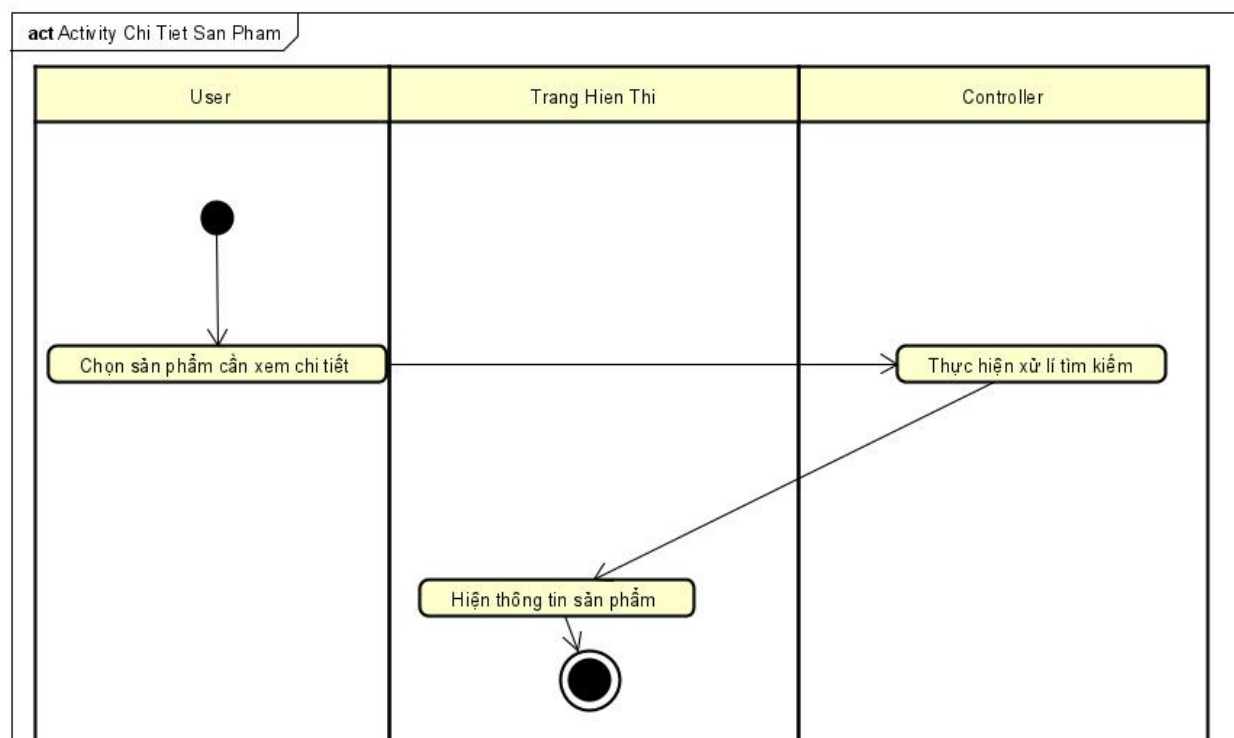 act Activity Chi Tiet San Pham
User
Trang Hien Thi
Controller
Chọn sản phẩm cần xem chi tiết
Thực hiện xử lí tìm kiếm
Hiện thông tin sản phẩm